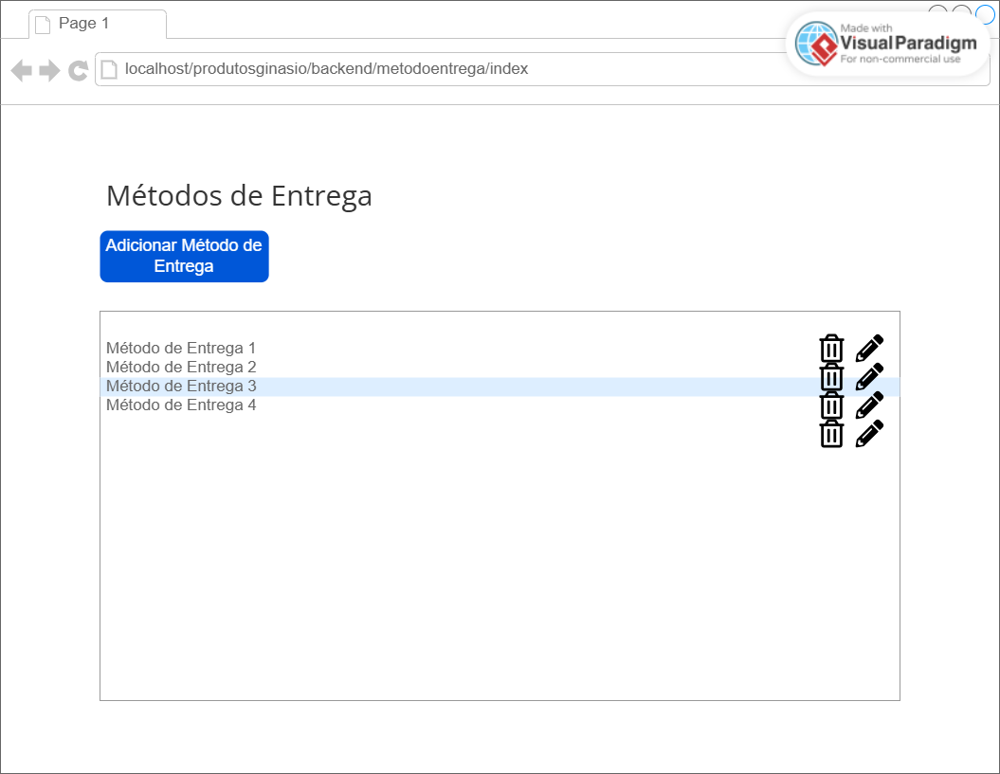 Page 1
Made with
Visual Paradigm
For non-commercial use
localhost/produtosginasio/backend/metodoentrega/index
Métodos de Entrega
Adicionar Método de
Entrega
Método de Entrega 1
Método de Entrega 2
Método de Entrega 3
Método de Entrega 4